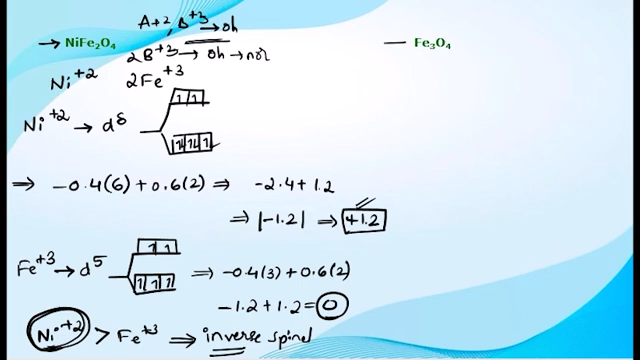 A+2, B+3 → oh
→ NiFe₂O₄
2B+3 → oh → nor
— Fe₃O₄
Ni+2 2Fe+3
Ni+2 → d8
⇒ -0.4(6) + 0.6(2) ⇒ -2.4 + 1.2
⇒ |-1.2| ⇒ +1.2
Fe+3 → d5 ⇒ -0.4(3) + 0.6(2)
-1.2 + 1.2 = 0
Ni+2 > Fe+3 ⇒ inverse spinel